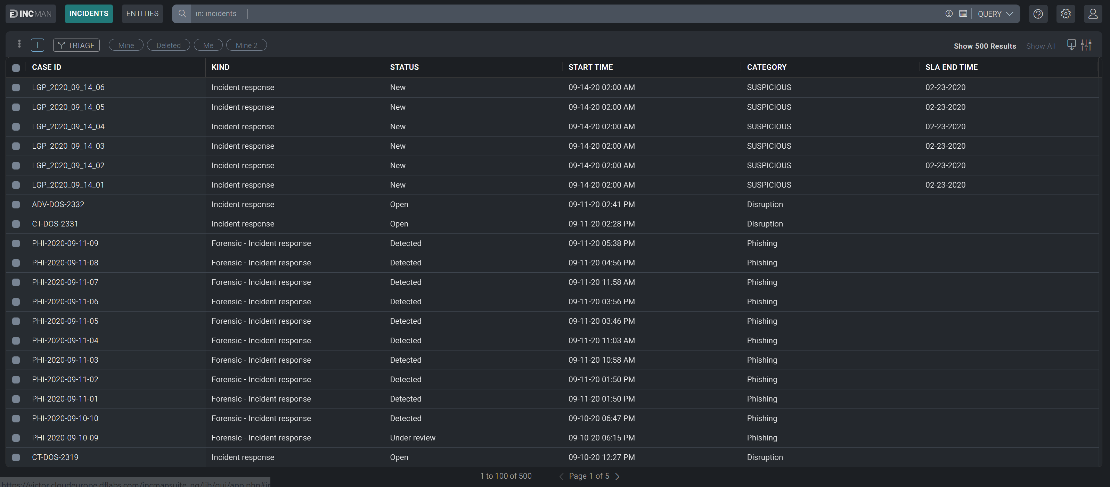 INCMAN INCIDENTS ENTITIES in: incidents QUERY
TRIAGE Mine Deleted Me Mine 2 Show 500 Results Show All
CASE ID KIND STATUS START TIME CATEGORY SLA END TIME
LGP_2020_09_14_06 Incident response New 09-14-20 02:00 AM SUSPICIOUS 02-23-2020
LGP_2020_09_14_05 Incident response New 09-14-20 02:00 AM SUSPICIOUS 02-23-2020
LGP_2020_09_14_04 Incident response New 09-14-20 02:00 AM SUSPICIOUS 02-23-2020
LGP_2020_09_14_03 Incident response New 09-14-20 02:00 AM SUSPICIOUS 02-23-2020
LGP_2020_09_14_02 Incident response New 09-14-20 02:00 AM SUSPICIOUS 02-23-2020
LGP_2020_09_14_01 Incident response New 09-14-20 02:00 AM SUSPICIOUS 02-23-2020
ADV-DOS-2332 Incident response Open 09-11-20 02:41 PM Disruption
CT-DOS-2331 Incident response Open 09-11-20 02:28 PM Disruption
PHI-2020-09-11-09 Forensic - Incident response Detected 09-11-20 05:38 PM Phishing
PHI-2020-09-11-08 Forensic - Incident response Detected 09-11-20 04:56 PM Phishing
PHI-2020-09-11-07 Forensic - Incident response Detected 09-11-20 11:58 AM Phishing
PHI-2020-09-11-06 Forensic - Incident response Detected 09-11-20 03:56 PM Phishing
PHI-2020-09-11-05 Forensic - Incident response Detected 09-11-20 03:46 PM Phishing
PHI-2020-09-11-04 Forensic - Incident response Detected 09-11-20 11:03 AM Phishing
PHI-2020-09-11-03 Forensic - Incident response Detected 09-11-20 10:58 AM Phishing
PHI-2020-09-11-02 Forensic - Incident response Detected 09-11-20 01:50 PM Phishing
PHI-2020-09-11-01 Forensic - Incident response Detected 09-11-20 01:50 PM Phishing
PHI-2020-09-10-10 Forensic - Incident response Detected 09-10-20 06:47 PM Phishing
PHI-2020-09-10-09 Forensic - Incident response Under review 09-10-20 06:15 PM Phishing
CT-DOS-2319 Incident response Open 09-10-20 12:27 PM Disruption
1 to 100 of 500 Page 1 of 5